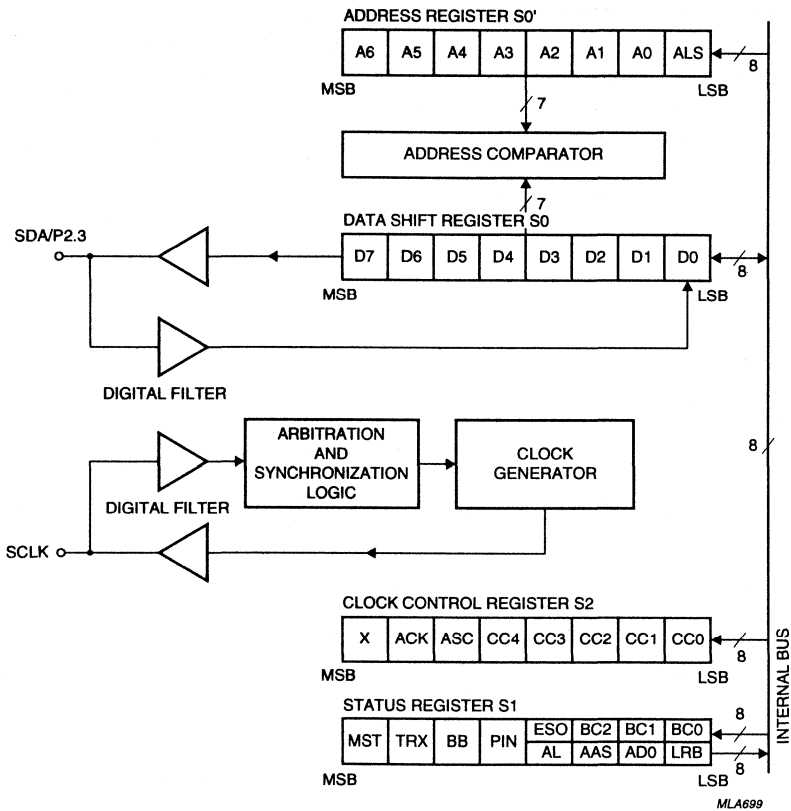 ADDRESS REGISTER S0'
A6 A5 A4 A3 A2 A1 A0 ALS
8
MSB LSB
7
ADDRESS COMPARATOR
7
DATA SHIFT REGISTER S0
SDA/P2.3
D7 D6 D5 D4 D3 D2 D1 D0
8
MSB LSB
DIGITAL FILTER
ARBITRATION
AND
SYNCHRONIZATION
LOGIC
CLOCK
GENERATOR
8
DIGITAL FILTER
SCLK
CLOCK CONTROL REGISTER S2
X ACK ASC CC4 CC3 CC2 CC1 CC0
8
MSB LSB
STATUS REGISTER S1
8
MST TRX BB PIN
ESO BC2 BC1 BC0
AL AAS AD0 LRB
8
MSB LSB
INTERNAL BUS
MLA699